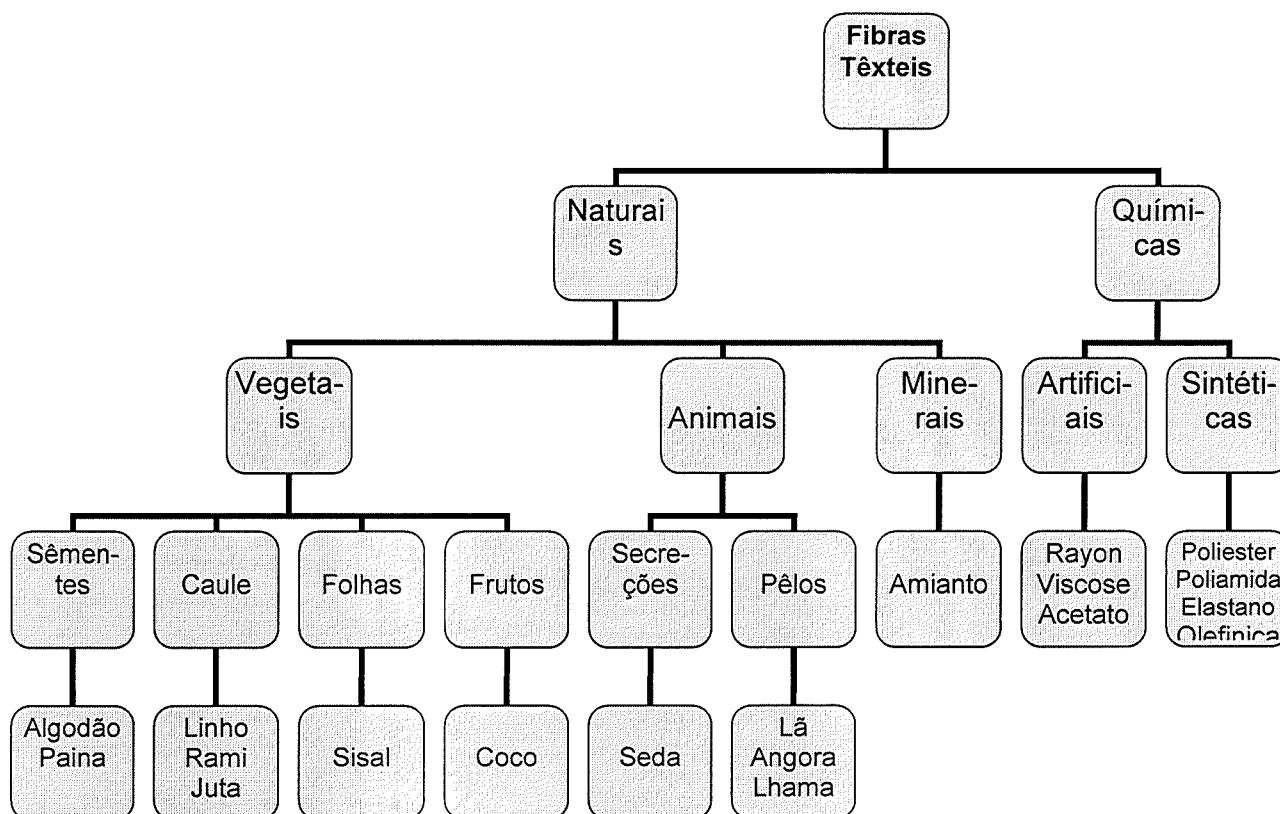 Fibras
Têxteis
Naturai
s
Quími-
cas
Vegeta-
is
Animais
Mine-
rais
Artifici-
ais
Sintéti-
cas
Sêmen-
tes
Caule
Folhas
Frutos
Secre-
ções
Pêlos
Amianto
Rayon
Viscose
Acetato
Poliester
Poliamida
Elastano
Olefinica
Algodão
Paina
Linho
Rami
Juta
Sisal
Coco
Seda
Lã
Angora
Lhama